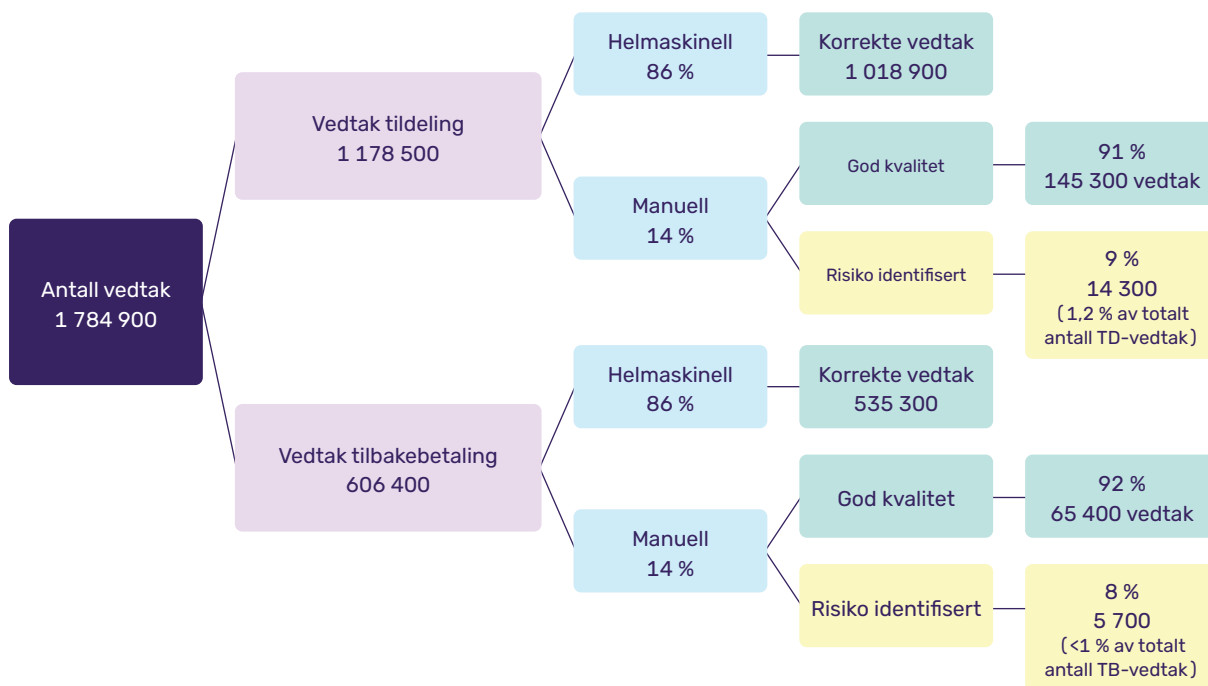 Antall vedtak
1 784 900
Vedtak tildeling
1 178 500
Helmaskinell
86 %
Korrekte vedtak
1 018 900
Manuell
14 %
God kvalitet
91 %
145 300 vedtak
Risiko identifisert
9 %
14 300
(1,2 % av totalt
antall TD-vedtak)
Vedtak tilbakebetaling
606 400
Helmaskinell
86 %
Korrekte vedtak
535 300
Manuell
14 %
God kvalitet
92 %
65 400 vedtak
Risiko identifisert
8 %
5 700
(<1 % av totalt
antall TB-vedtak)